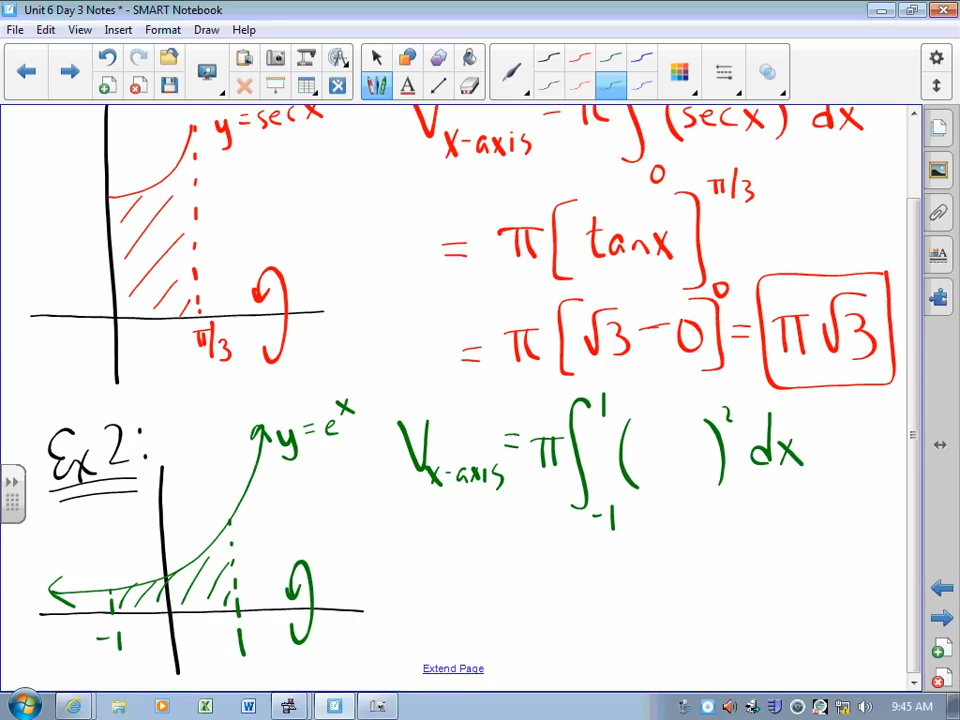 Unit 6 Day 3 Notes * - SMART Notebook
File Edit View Insert Format Draw Help
y = sec x
V x-axis = π ∫ 0 (sec x) dx
= π [tan x] 0 π/3
π/3
= π [√3 - 0] = π√3
Ex 2:
y = e^x
V x-axis = π ∫ -1 1 ( )² dx
-1 1
Extend Page
9:45 AM